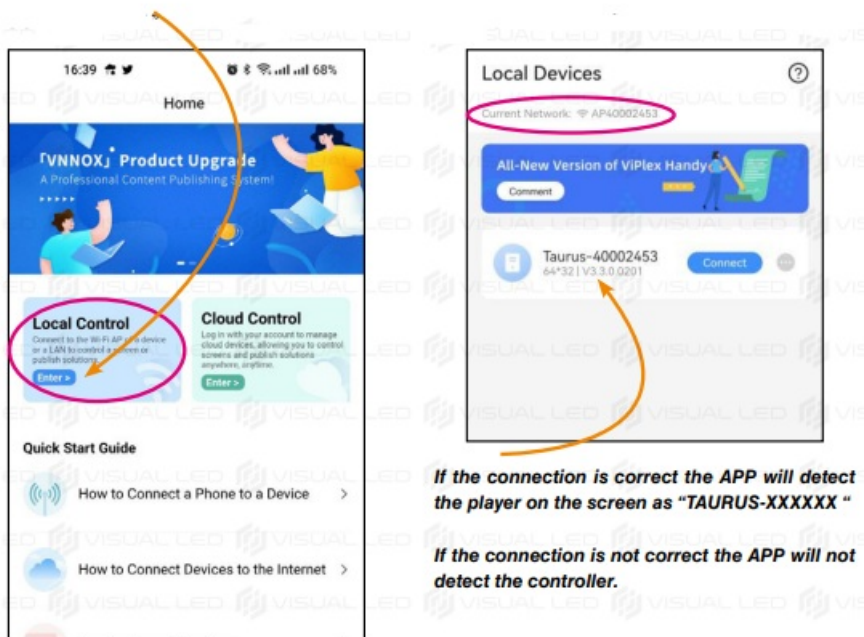 16:39
68%
Home
「VNNOX」 Product Upgrade
A Professional Content Publishing System!
Local Control
Connect to the Wi-Fi AP of a device
or a LAN to control a screen or
publish solutions
Enter >
Cloud Control
Log in with your account to manage
cloud devices, allowing you to control
screens and publish solutions
anywhere, anytime.
Enter >
Quick Start Guide
How to Connect a Phone to a Device
How to Connect Devices to the Internet
Local Devices
Current Network: AP40002453
All-New Version of ViPlex Handy
Comment
Taurus-40002453
64*32 | V3.3.0.0201
Connect
If the connection is correct the APP will detect
the player on the screen as “TAURUS-XXXXXX “
If the connection is not correct the APP will not
detect the controller.
VISUAL LED